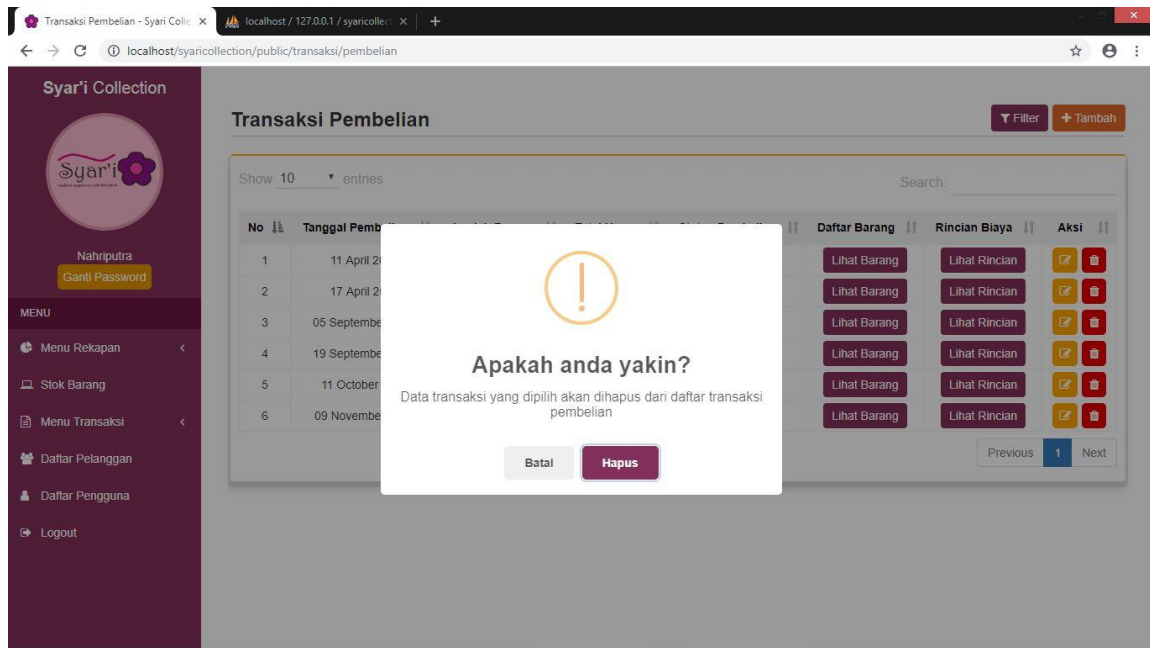 Transaksi Pembelian - Syari Colle
localhost / 127.0.0.1 / syaricollect
localhost/syaricollection/public/transaksi/pembelian
Syar'i Collection
Syar'i
Nahriputra
Ganti Password
MENU
Menu Rekapan
Stok Barang
Menu Transaksi
Daftar Pelanggan
Daftar Pengguna
Logout
Transaksi Pembelian
Filter
Tambah
Show 10 entries
Search:
No Tanggal Pemb Daftar Barang Rincian Biaya Aksi
1 11 April 2 Lihat Barang Lihat Rincian
2 17 April 2 Lihat Barang Lihat Rincian
3 05 Septembe Lihat Barang Lihat Rincian
4 19 Septembe Lihat Barang Lihat Rincian
5 11 October Lihat Barang Lihat Rincian
6 09 Novembe Lihat Barang Lihat Rincian
Previous 1 Next
Apakah anda yakin?
Data transaksi yang dipilih akan dihapus dari daftar transaksi
pembelian
Batal
Hapus